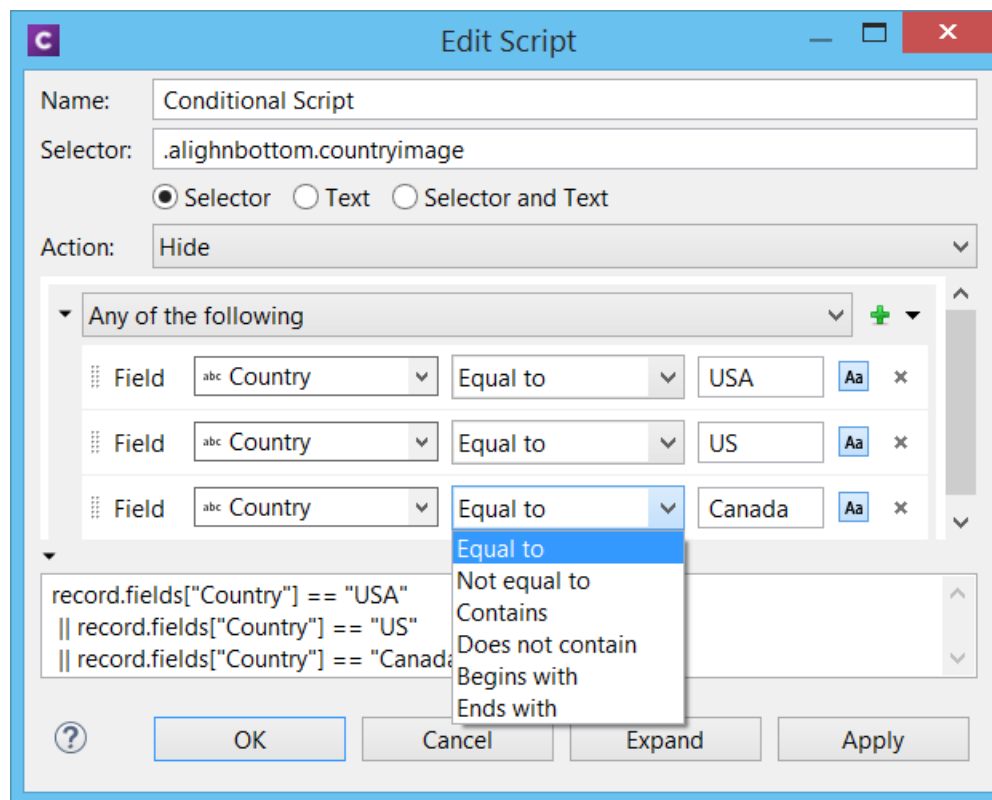 C Edit Script
Name: Conditional Script
Selector: .alighnbottom.countryimage
Selector Text Selector and Text
Action: Hide
Any of the following
Field abc Country Equal to USA Aa
Field abc Country Equal to US Aa
Field abc Country Equal to Canada Aa
Equal to
Not equal to
Contains
Does not contain
Begins with
Ends with
record.fields["Country"] == "USA"
|| record.fields["Country"] == "US"
|| record.fields["Country"] == "Canada
? OK Cancel Expand Apply